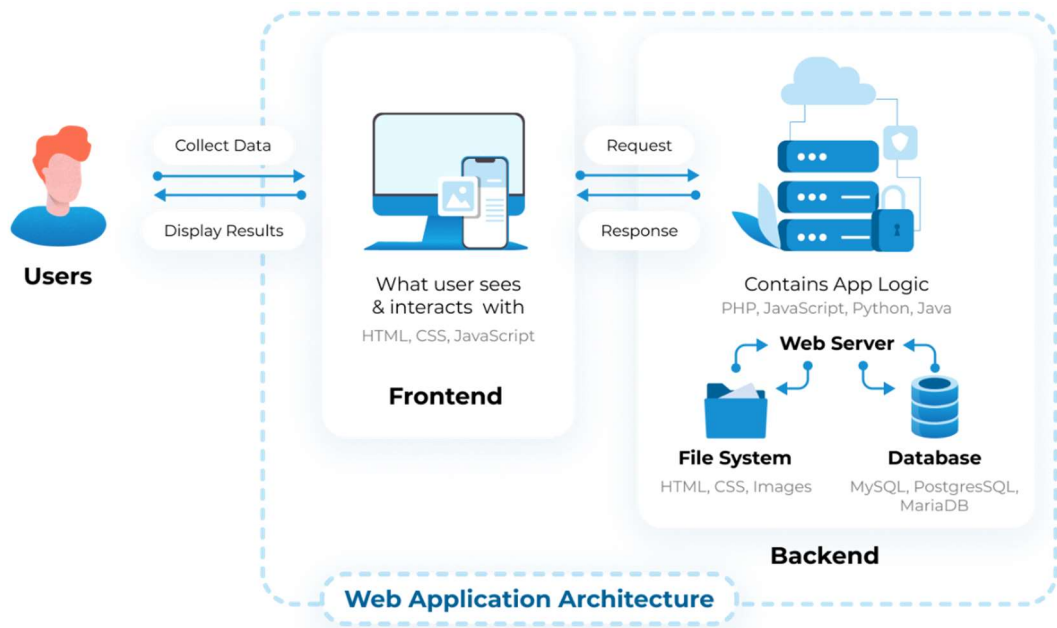 Collect Data
Display Results
Users
What user sees
& interacts with
HTML, CSS, JavaScript
Frontend
Request
Response
Contains App Logic
PHP, JavaScript, Python, Java
Web Server
File System
HTML, CSS, Images
Database
MySQL, PostgresSQL,
MariaDB
Backend
Web Application Architecture